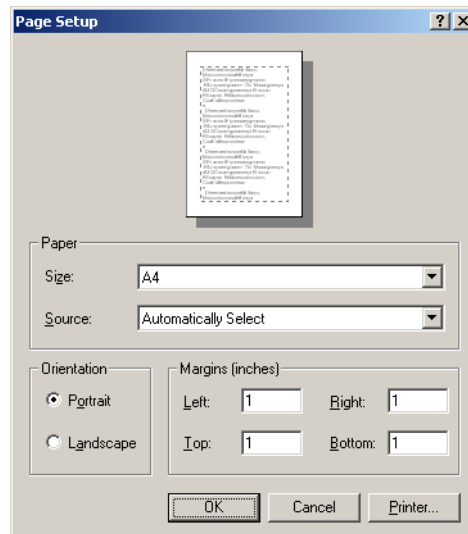 Page Setup
Paper
Size: A4
Source: Automatically Select
Orientation
Portrait
Landscape
Margins (inches)
Left: 1 Right: 1
Top: 1 Bottom: 1
OK Cancel Printer...